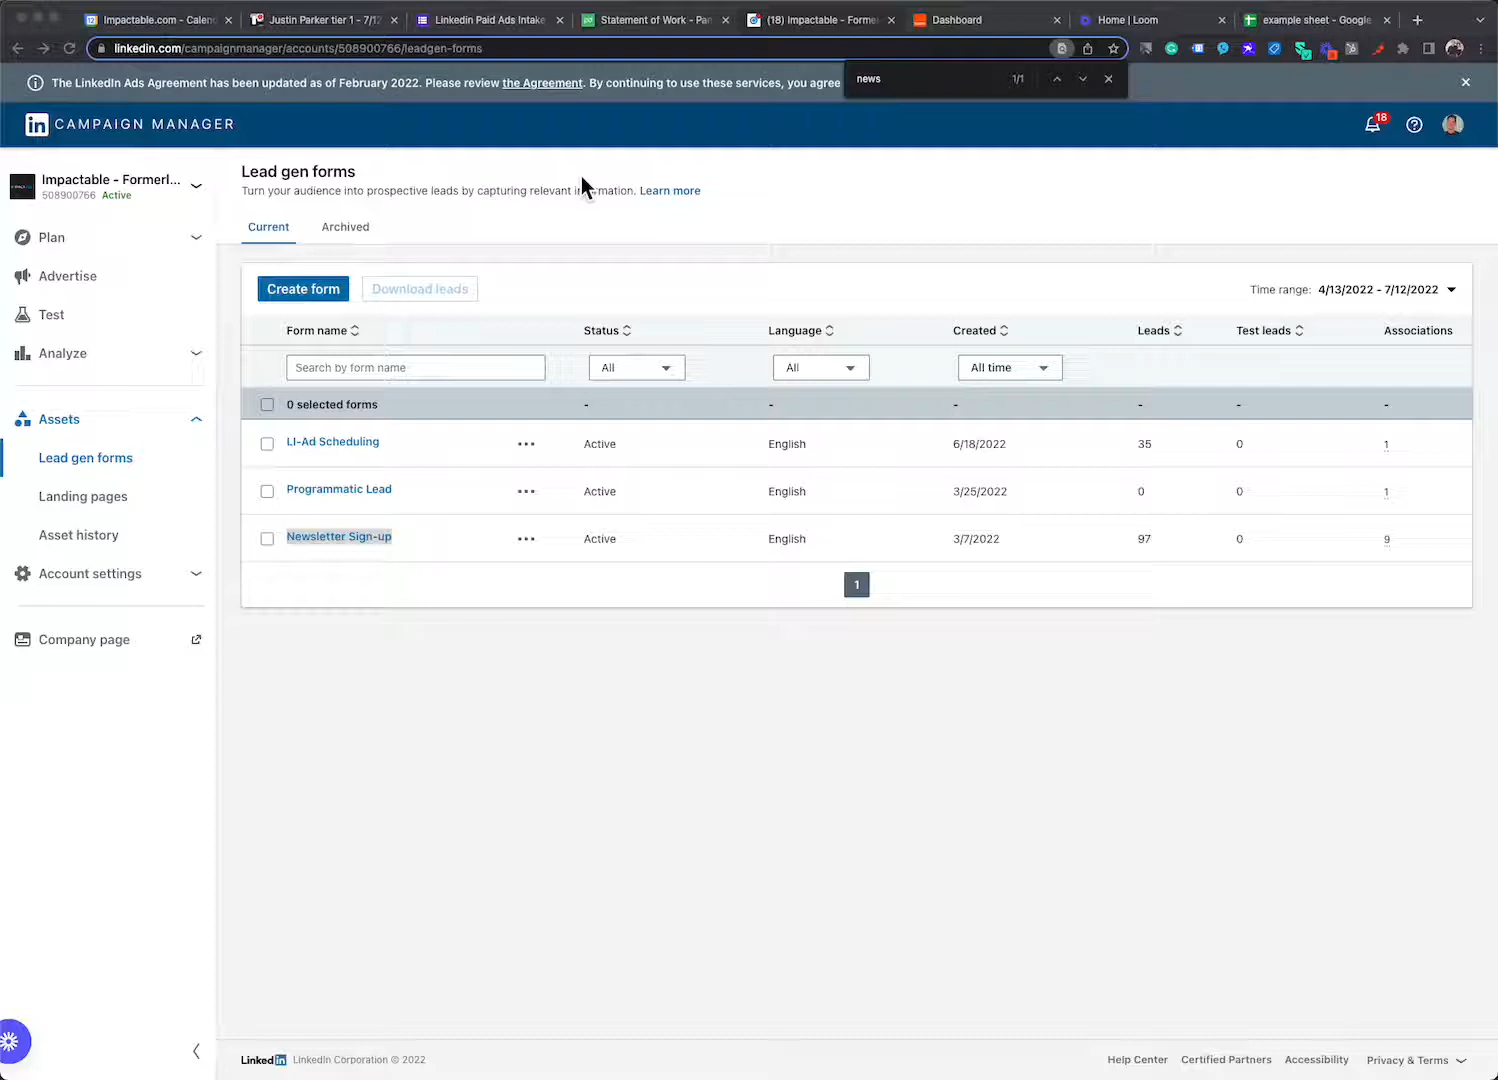 Impactable.com - Calen
Justin Parker tier 1 - 7/12
Linkedin Paid Ads Intake
Statement of Work - Pan
(18) Impactable - Former
Dashboard
Home | Loom
example sheet - Google
linkedin.com/campaignmanager/accounts/508900766/leadgen-forms
The LinkedIn Ads Agreement has been updated as of February 2022. Please review the Agreement. By continuing to use these services, you agree
news 1/1
in CAMPAIGN MANAGER
18
Impactable - Formerl...
508900766 Active
Plan
Advertise
Test
Analyze
Assets
Lead gen forms
Landing pages
Asset history
Account settings
Company page
Lead gen forms
Turn your audience into prospective leads by capturing relevant information. Learn more
Current Archived
Create form Download leads Time range: 4/13/2022 - 7/12/2022
Form name Status Language Created Leads Test leads Associations
Search by form name All All All time
0 selected forms - - - - - -
LI-Ad Scheduling ... Active English 6/18/2022 35 0 1
Programmatic Lead ... Active English 3/25/2022 0 0 1
Newsletter Sign-up ... Active English 3/7/2022 97 0 9
1
Linked in LinkedIn Corporation © 2022 Help Center Certified Partners Accessibility Privacy & Terms